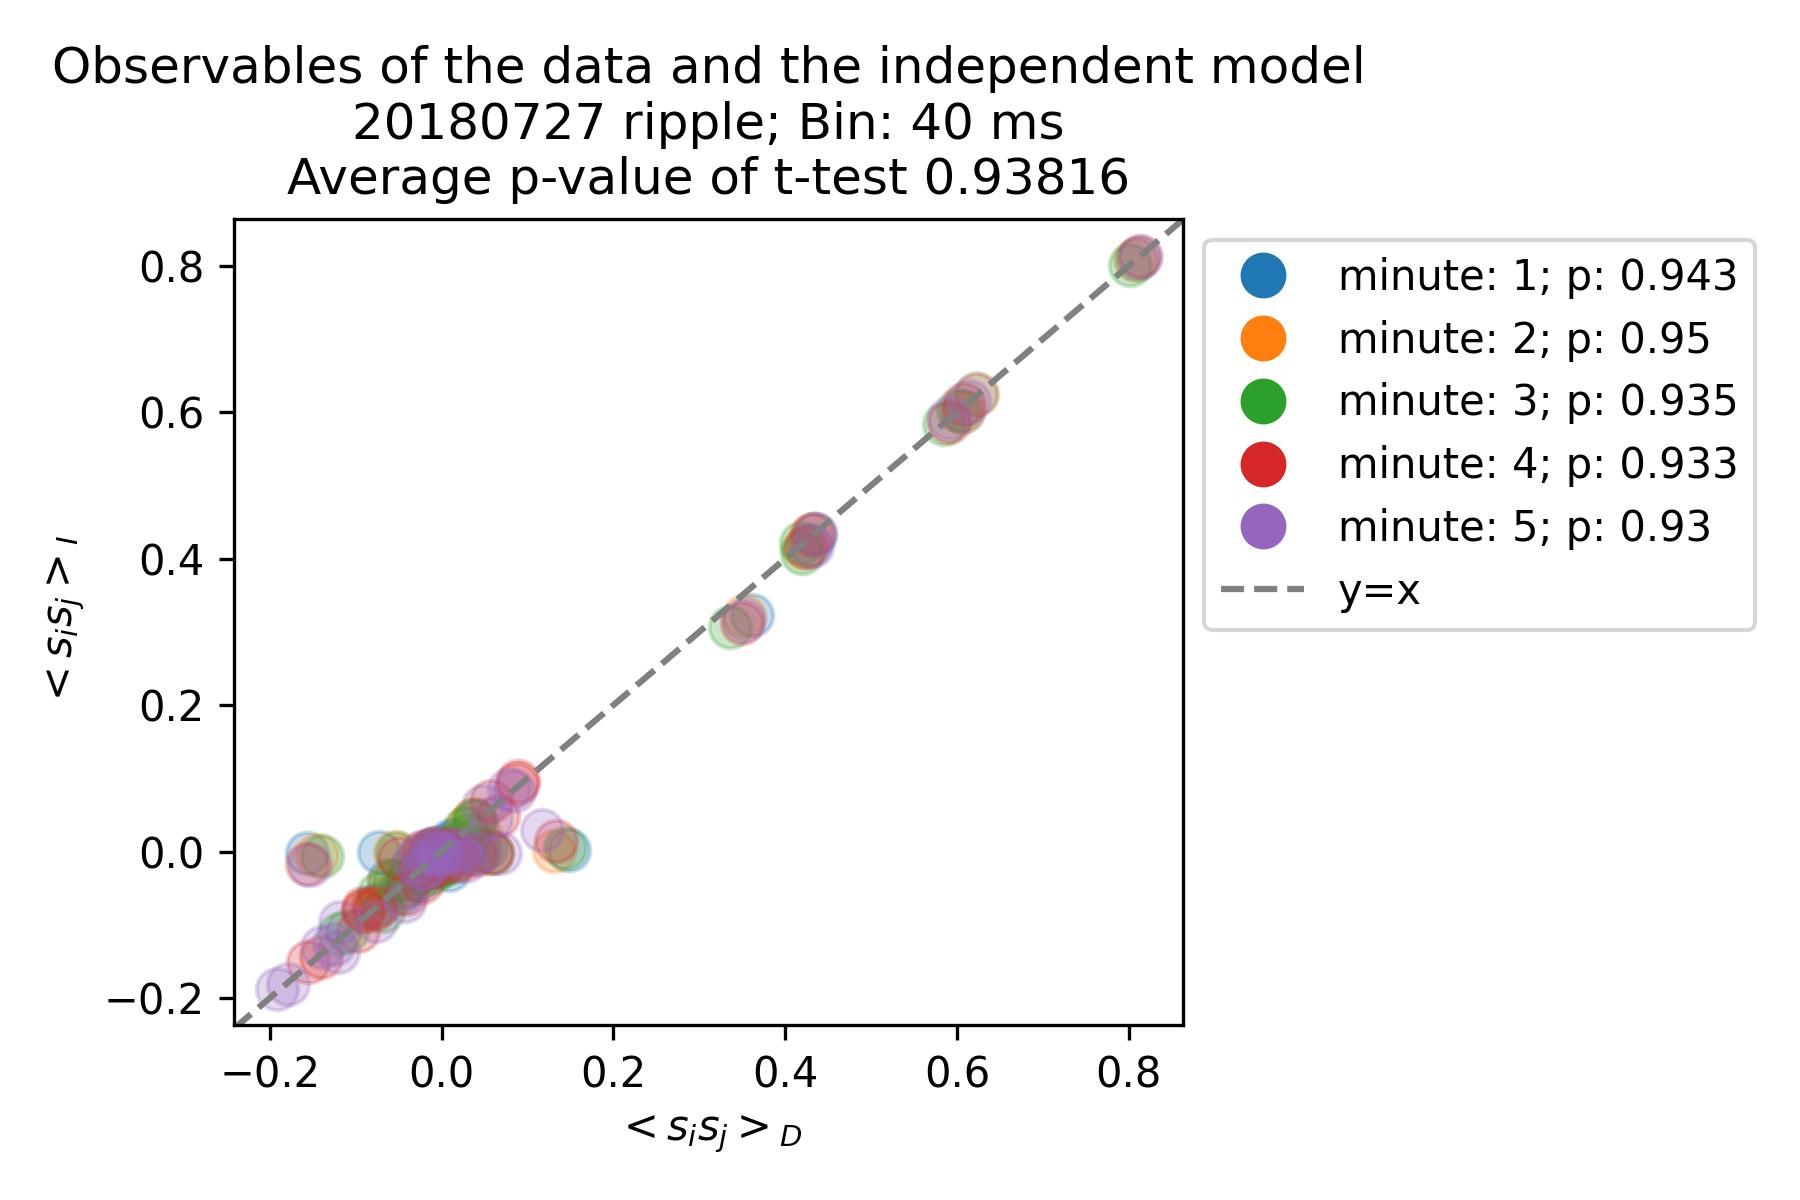 Observables of the data and the independent model
20180727 ripple; Bin: 40 ms
Average p-value of t-test 0.93816
0.8
0.6
0.4
0.2
0.0
−0.2
<s_i s_j>_I
−0.2 0.0 0.2 0.4 0.6 0.8
<s_i s_j>_D
minute: 1; p: 0.943
minute: 2; p: 0.95
minute: 3; p: 0.935
minute: 4; p: 0.933
minute: 5; p: 0.93
y=x